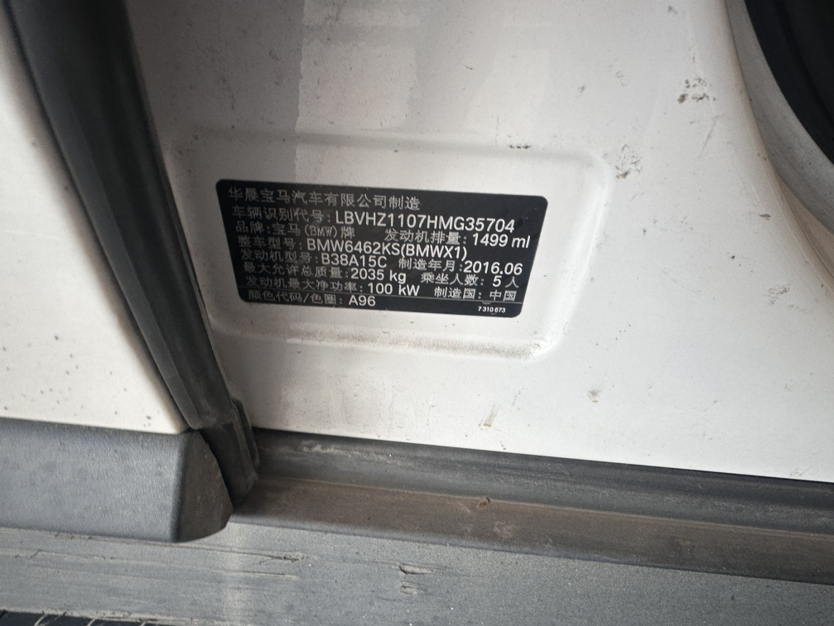 华晨宝马汽车有限公司制造
车辆识别代号: LBVHZ1107HMG35704
品牌: 宝马(BMW)牌 发动机排量: 1499 ml
整车型号: BMW6462KS(BMWX1)
发动机型号: B38A15C 制造年月: 2016.06
最大允许总质量: 2035 kg 乘坐人数: 5 人
发动机最大净功率: 100 kW 制造国: 中国
颜色代码/色圈: A96 7310873